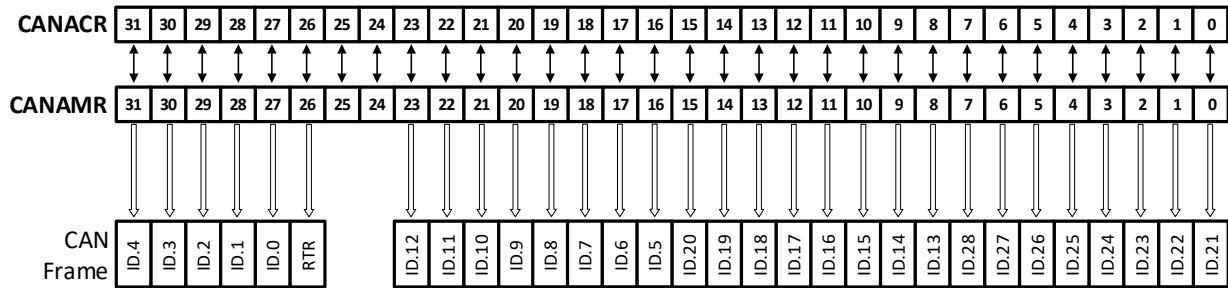 CANACR 31 30 29 28 27 26 25 24 23 22 21 20 19 18 17 16 15 14 13 12 11 10 9 8 7 6 5 4 3 2 1 0
CANAMR 31 30 29 28 27 26 25 24 23 22 21 20 19 18 17 16 15 14 13 12 11 10 9 8 7 6 5 4 3 2 1 0
CAN
Frame
ID.4 ID.3 ID.2 ID.1 ID.0 RTR ID.12 ID.11 ID.10 ID.9 ID.8 ID.7 ID.6 ID.5 ID.20 ID.19 ID.18 ID.17 ID.16 ID.15 ID.14 ID.13 ID.28 ID.27 ID.26 ID.25 ID.24 ID.23 ID.22 ID.21